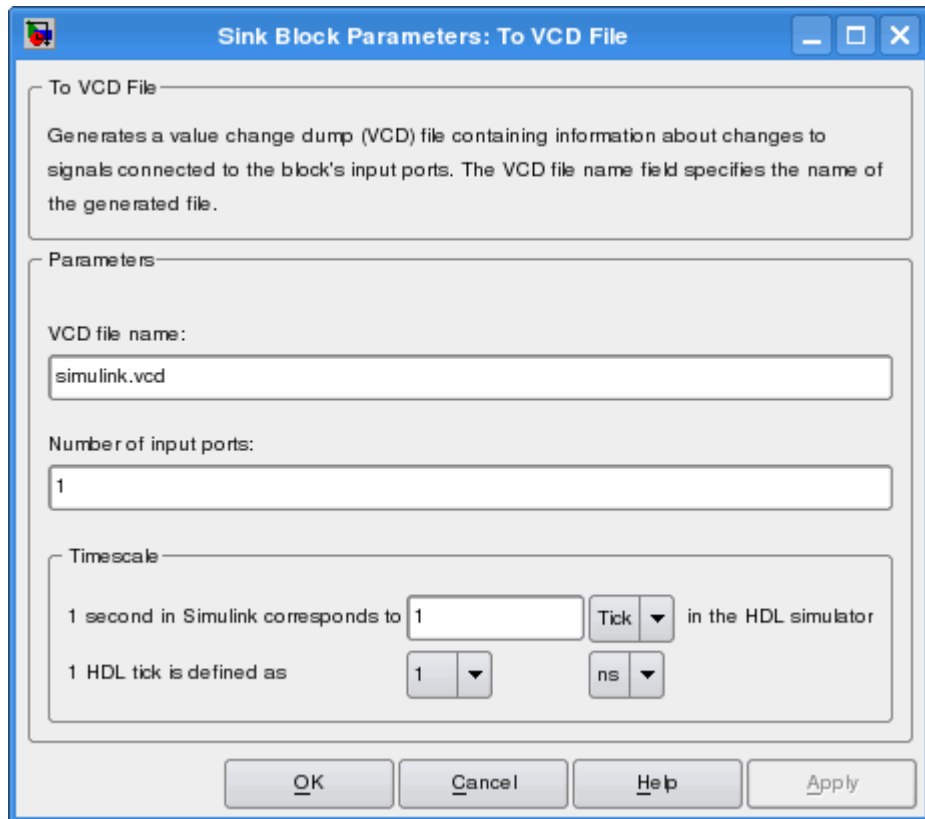 Sink Block Parameters: To VCD File
To VCD File
Generates a value change dump (VCD) file containing information about changes to
signals connected to the block's input ports. The VCD file name field specifies the name of
the generated file.
Parameters
VCD file name:
simulink.vcd
Number of input ports:
1
Timescale
1 second in Simulink corresponds to 1 Tick in the HDL simulator
1 HDL tick is defined as 1 ns
OK Cancel Help Apply